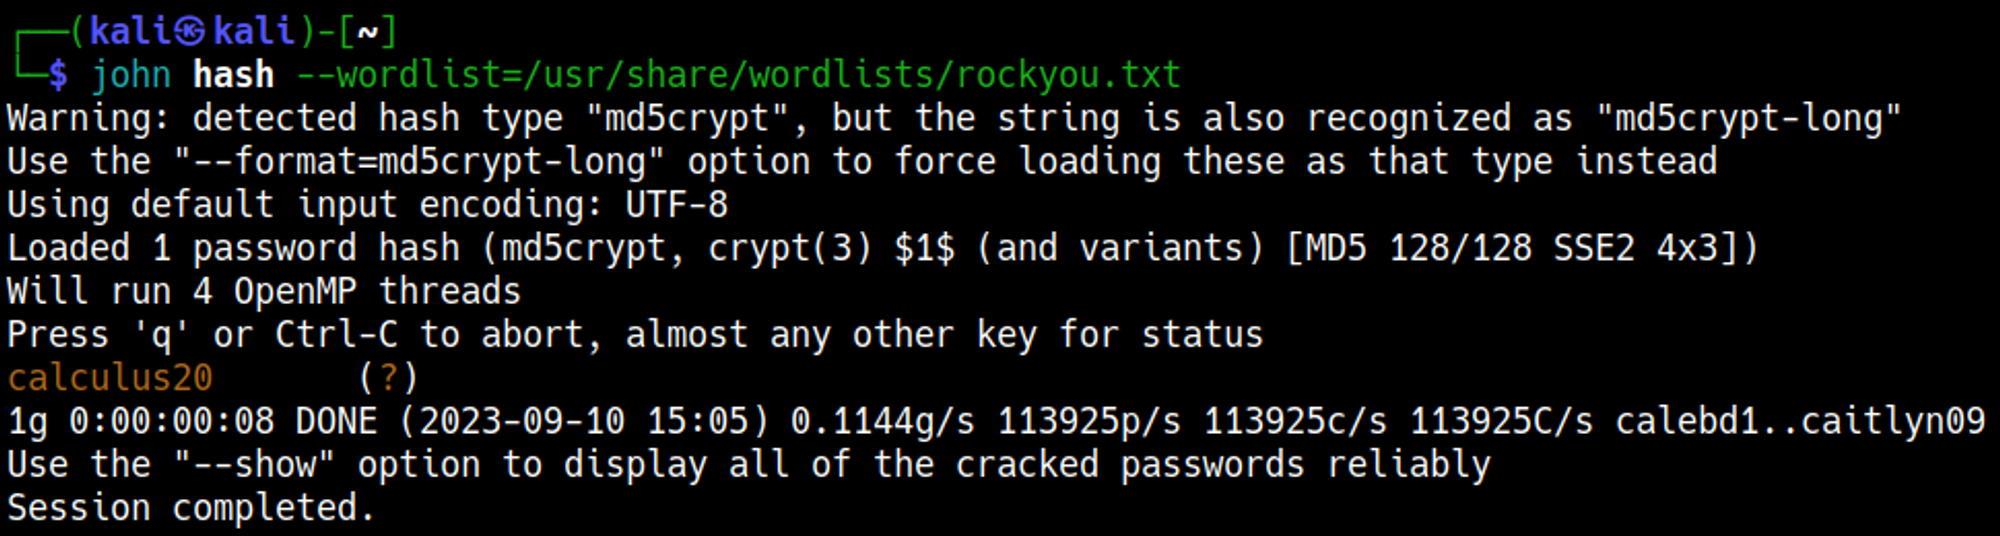 ┌──(kali㉿kali)-[~]
└─$ john hash --wordlist=/usr/share/wordlists/rockyou.txt
Warning: detected hash type "md5crypt", but the string is also recognized as "md5crypt-long"
Use the "--format=md5crypt-long" option to force loading these as that type instead
Using default input encoding: UTF-8
Loaded 1 password hash (md5crypt, crypt(3) $1$ (and variants) [MD5 128/128 SSE2 4x3])
Will run 4 OpenMP threads
Press 'q' or Ctrl-C to abort, almost any other key for status
calculus20       (?)
1g 0:00:00:08 DONE (2023-09-10 15:05) 0.1144g/s 113925p/s 113925c/s 113925C/s calebd1..caitlyn09
Use the "--show" option to display all of the cracked passwords reliably
Session completed.